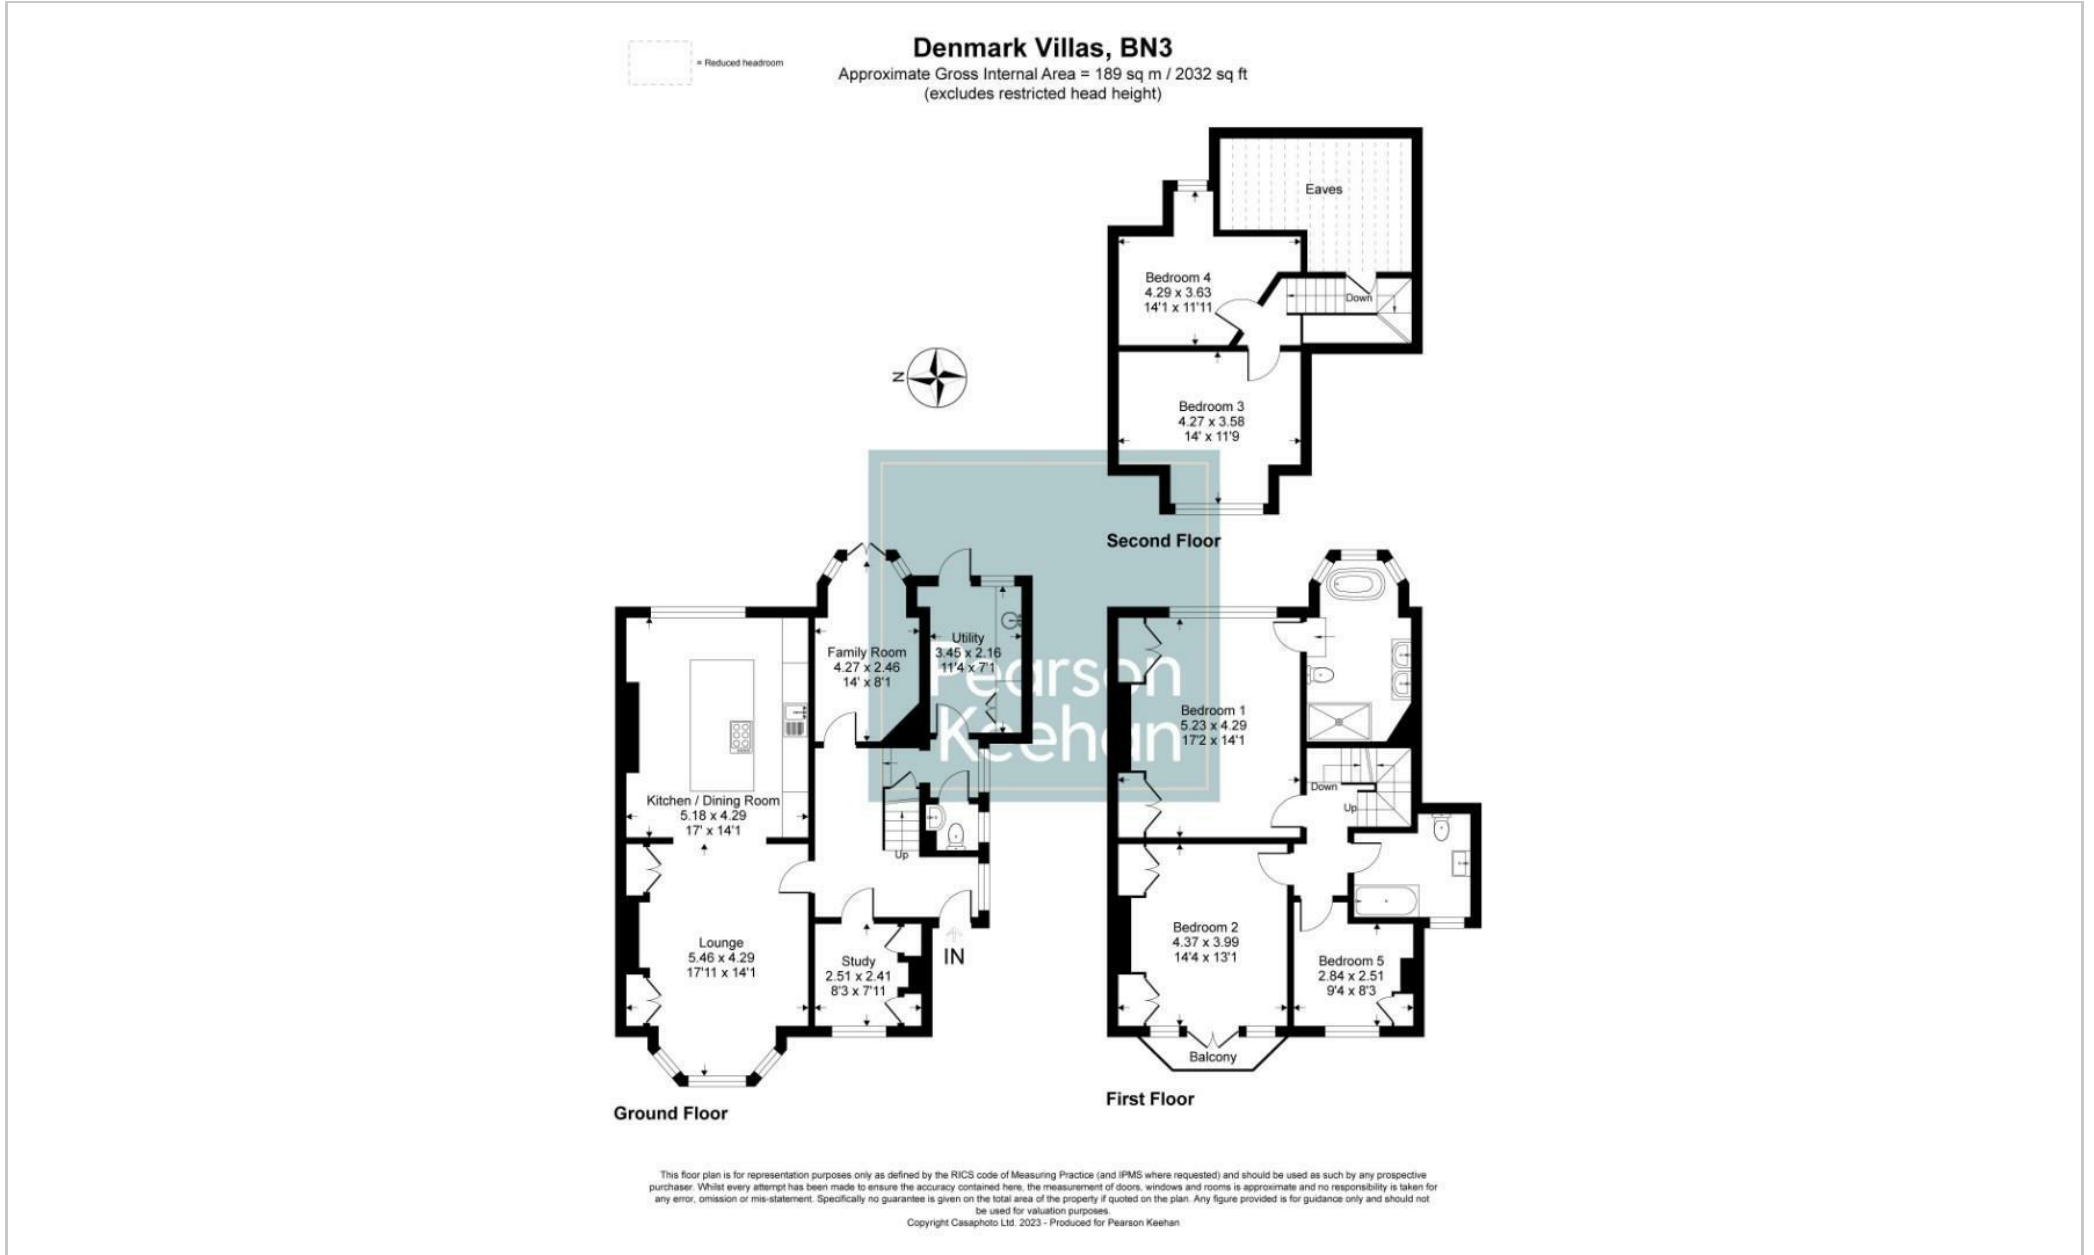 Denmark Villas, BN3
Approximate Gross Internal Area = 189 sq m / 2032 sq ft
(excludes restricted head height)
= Reduced headroom
Eaves
Bedroom 4
4.29 x 3.63
14'1 x 11'11
Down
Bedroom 3
4.27 x 3.58
14' x 11'9
Second Floor
N
Pearson
Keehan
Kitchen / Dining Room
5.18 x 4.29
17' x 14'1
Family Room
4.27 x 2.46
14' x 8'1
Utility
3.45 x 2.16
11'4 x 7'1
Up
Lounge
5.46 x 4.29
17'11 x 14'1
Study
2.51 x 2.41
8'3 x 7'11
IN
Ground Floor
Bedroom 1
5.23 x 4.29
17'2 x 14'1
Down
Up
Bedroom 2
4.37 x 3.99
14'4 x 13'1
Bedroom 5
2.84 x 2.51
9'4 x 8'3
Balcony
First Floor
This floor plan is for representation purposes only as defined by the RICS code of Measuring Practice (and IPMS where requested) and should be used as such by any prospective
purchaser. Whilst every attempt has been made to ensure the accuracy contained here, the measurement of doors, windows and rooms is approximate and no responsibility is taken for
any error, omission or mis-statement. Specifically no guarantee is given on the total area of the property if quoted on the plan. Any figure provided is for guidance only and should not
be used for valuation purposes.
Copyright Casaphoto Ltd. 2023 - Produced for Pearson Keehan